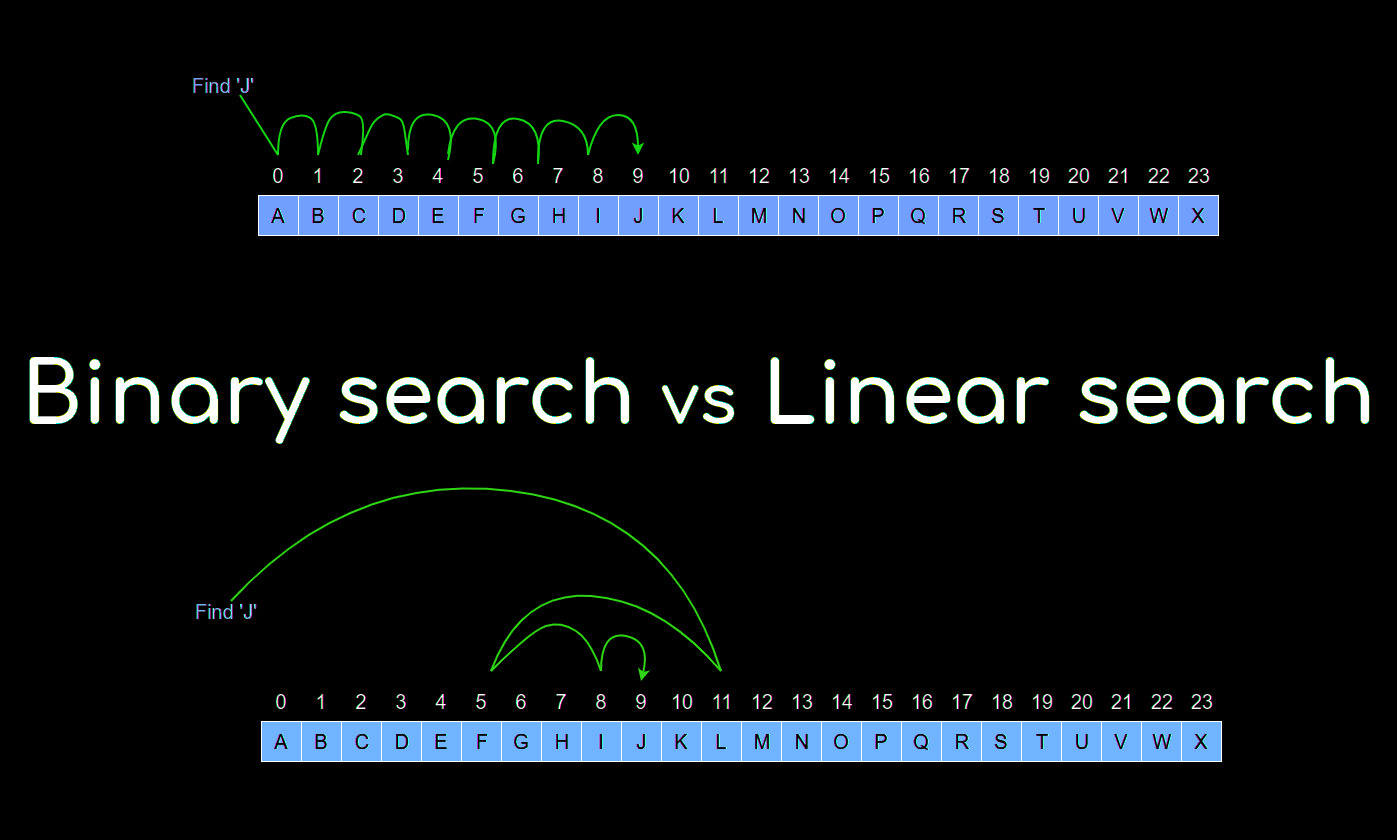 Find 'J'
0 1 2 3 4 5 6 7 8 9 10 11 12 13 14 15 16 17 18 19 20 21 22 23
A B C D E F G H I J K L M N O P Q R S T U V W X
Binary search vs Linear search
Find 'J'
0 1 2 3 4 5 6 7 8 9 10 11 12 13 14 15 16 17 18 19 20 21 22 23
A B C D E F G H I J K L M N O P Q R S T U V W X